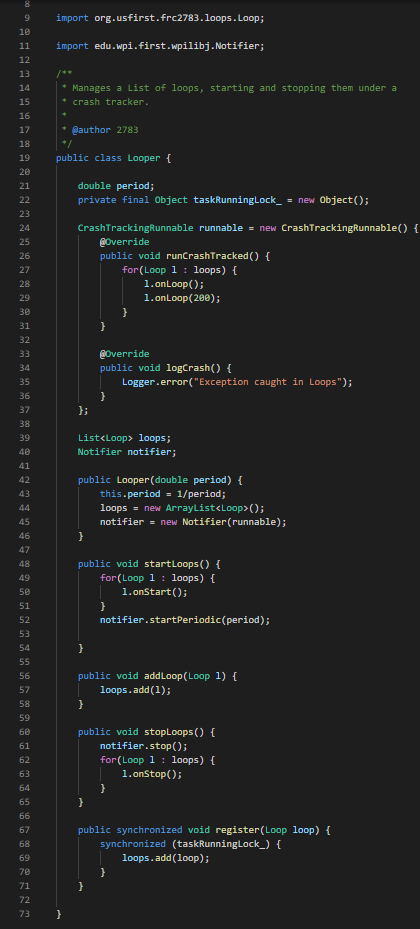 8
9 import org.usfirst.frc2783.loops.Loop;
10
11 import edu.wpi.first.wpilibj.Notifier;
12
13 /**
14  * Manages a List of loops, starting and stopping them under a
15  * crash tracker.
16  *
17  * @author 2783
18  */
19 public class Looper {
20
21     double period;
22     private final Object taskRunningLock_ = new Object();
23
24     CrashTrackingRunnable runnable = new CrashTrackingRunnable() {
25         @Override
26         public void runCrashTracked() {
27             for(Loop l : loops) {
28                 l.onLoop();
29                 l.onLoop(200);
30             }
31         }
32
33         @Override
34         public void logCrash() {
35             Logger.error("Exception caught in Loops");
36         }
37     };
38
39     List<Loop> loops;
40     Notifier notifier;
41
42     public Looper(double period) {
43         this.period = 1/period;
44         loops = new ArrayList<Loop>();
45         notifier = new Notifier(runnable);
46     }
47
48     public void startLoops() {
49         for(Loop l : loops) {
50             l.onStart();
51         }
52         notifier.startPeriodic(period);
53
54     }
55
56     public void addLoop(Loop l) {
57         loops.add(l);
58     }
59
60     public void stopLoops() {
61         notifier.stop();
62         for(Loop l : loops) {
63             l.onStop();
64         }
65     }
66
67     public synchronized void register(Loop loop) {
68         synchronized (taskRunningLock_) {
69             loops.add(loop);
70         }
71     }
72
73 }